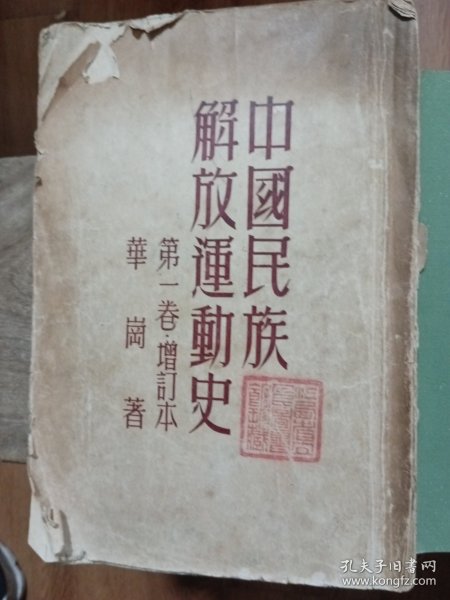 中國民族
解放運動史
第一卷·增訂本
華崗著
孔夫子旧书网
www.kongfz.com